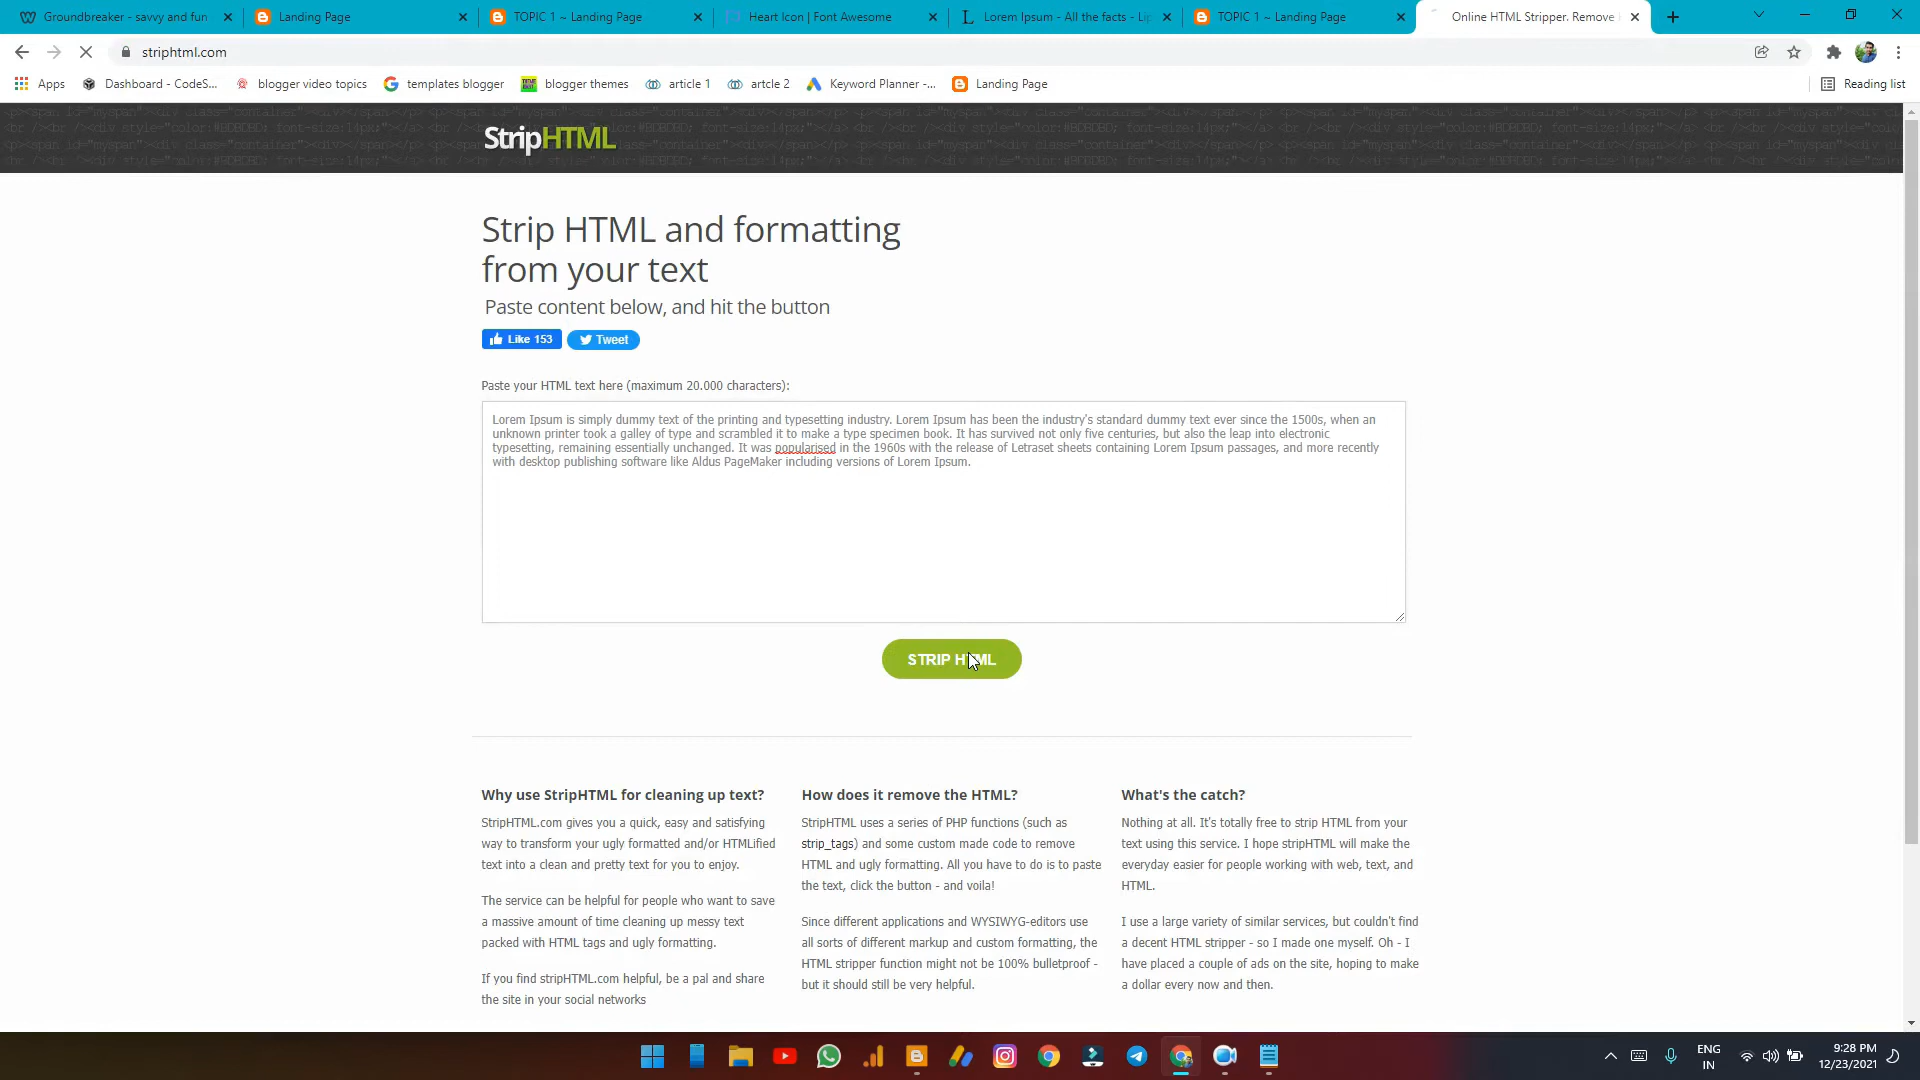 Groundbreaker - savvy and fun
Landing Page
TOPIC 1 ~ Landing Page
Heart Icon | Font Awesome
Lorem Ipsum - All the facts - Lip
TOPIC 1 ~ Landing Page
Online HTML Stripper. Remove
striphtml.com
Apps
Dashboard - CodeS...
blogger video topics
templates blogger
blogger themes
article 1
artcle 2
Keyword Planner -...
Landing Page
Reading list
StripHTML
Strip HTML and formatting
from your text
Paste content below, and hit the button
Like 153
Tweet
Paste your HTML text here (maximum 20.000 characters):
Lorem Ipsum is simply dummy text of the printing and typesetting industry. Lorem Ipsum has been the industry's standard dummy text ever since the 1500s, when an
unknown printer took a galley of type and scrambled it to make a type specimen book. It has survived not only five centuries, but also the leap into electronic
typesetting, remaining essentially unchanged. It was popularised in the 1960s with the release of Letraset sheets containing Lorem Ipsum passages, and more recently
with desktop publishing software like Aldus PageMaker including versions of Lorem Ipsum.
STRIP HTML
Why use StripHTML for cleaning up text?
StripHTML.com gives you a quick, easy and satisfying
way to transform your ugly formatted and/or HTMLified
text into a clean and pretty text for you to enjoy.
The service can be helpful for people who want to save
a massive amount of time cleaning up messy text
packed with HTML tags and ugly formatting.
If you find stripHTML.com helpful, be a pal and share
the site in your social networks
How does it remove the HTML?
StripHTML uses a series of PHP functions (such as
strip_tags) and some custom made code to remove
HTML and ugly formatting. All you have to do is to paste
the text, click the button - and voila!
Since different applications and WYSIWYG-editors use
all sorts of different markup and custom formatting, the
HTML stripper function might not be 100% bulletproof -
but it should still be very helpful.
What's the catch?
Nothing at all. It's totally free to strip HTML from your
text using this service. I hope stripHTML will make the
everyday easier for people working with web, text, and
HTML.
I use a large variety of similar services, but couldn't find
a decent HTML stripper - so I made one myself. Oh - I
have placed a couple of ads on the site, hoping to make
a dollar every now and then.
ENG
IN
9:28 PM
12/23/2021